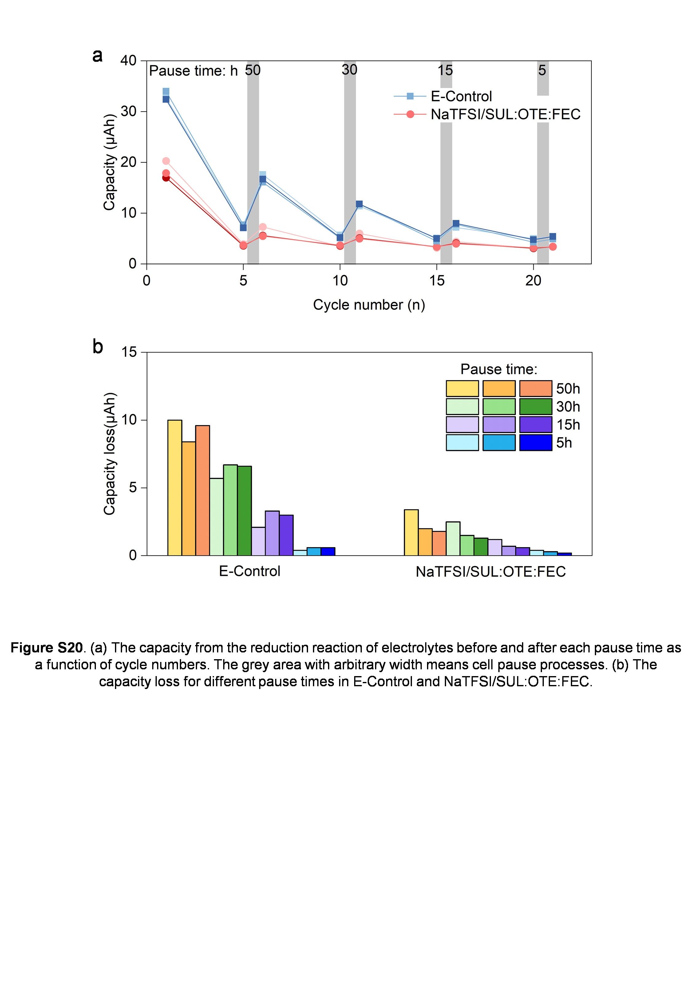 a
40
30
20
10
0
Capacity (µAh)
Pause time: h 50 30 15 5
E-Control
NaTFSI/SUL:OTE:FEC
0 5 10 15 20
Cycle number (n)
b
15
10
5
0
Capacity loss(µAh)
Pause time:
50h
30h
15h
5h
E-Control NaTFSI/SUL:OTE:FEC
Figure S20. (a) The capacity from the reduction reaction of electrolytes before and after each pause time as
a function of cycle numbers. The grey area with arbitrary width means cell pause processes. (b) The
capacity loss for different pause times in E-Control and NaTFSI/SUL:OTE:FEC.